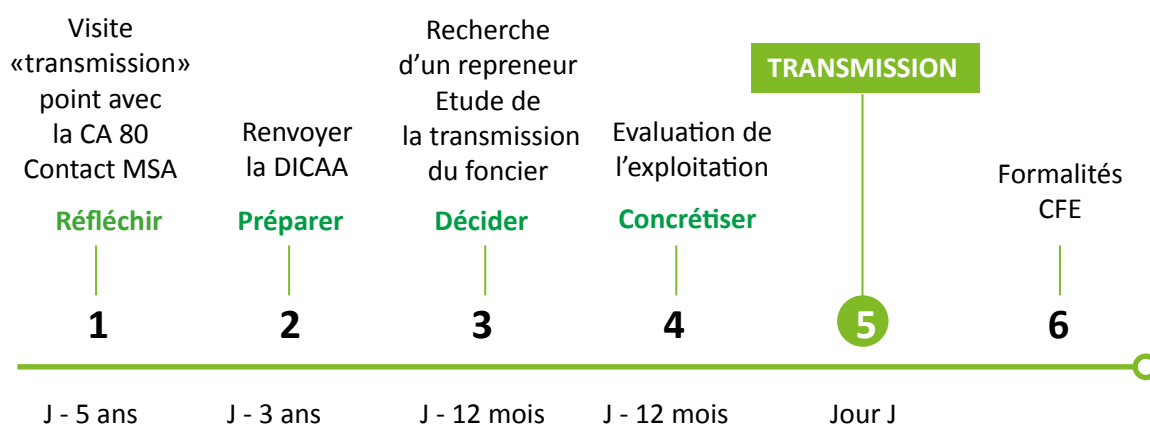 Visite
«transmission»
point avec
la CA 80
Contact MSA
Réfléchir
1
J - 5 ans
Renvoyer
la DICAA
Préparer
2
J - 3 ans
Recherche
d'un repreneur
Etude de
la transmission
du foncier
Décider
3
J - 12 mois
Evaluation de
l'exploitation
Concrétiser
4
J - 12 mois
TRANSMISSION
5
Jour J
Formalités
CFE
6